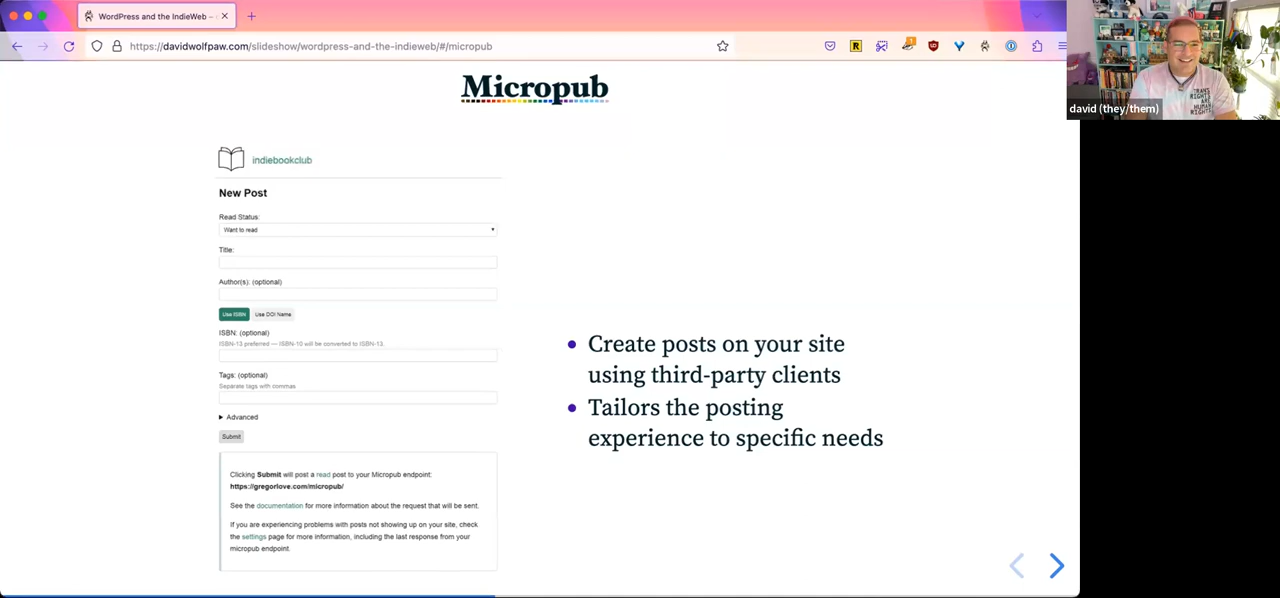 WordPress and the IndieWeb –
https://davidwolfpaw.com/slideshow/wordpress-and-the-indieweb/#/micropub
david (they/them)
TRANS
RIGHTS
ARE
HUMAN
RIGHTS
Micropub
indiebookclub
New Post
Read Status:
Want to read
Title:
Author(s): (optional)
Use ISBN Use DOI Name
ISBN: (optional)
ISBN-13 preferred — ISBN-10 will be converted to ISBN-13.
Tags: (optional)
Separate tags with commas
Advanced
Submit
Clicking Submit will post a read post to your Micropub endpoint:
https://gregorlove.com/micropub/
See the documentation for more information about the request that will be sent.
If you are experiencing problems with posts not showing up on your site, check
the settings page for more information, including the last response from your
micropub endpoint.
Create posts on your site
using third-party clients
Tailors the posting
experience to specific needs